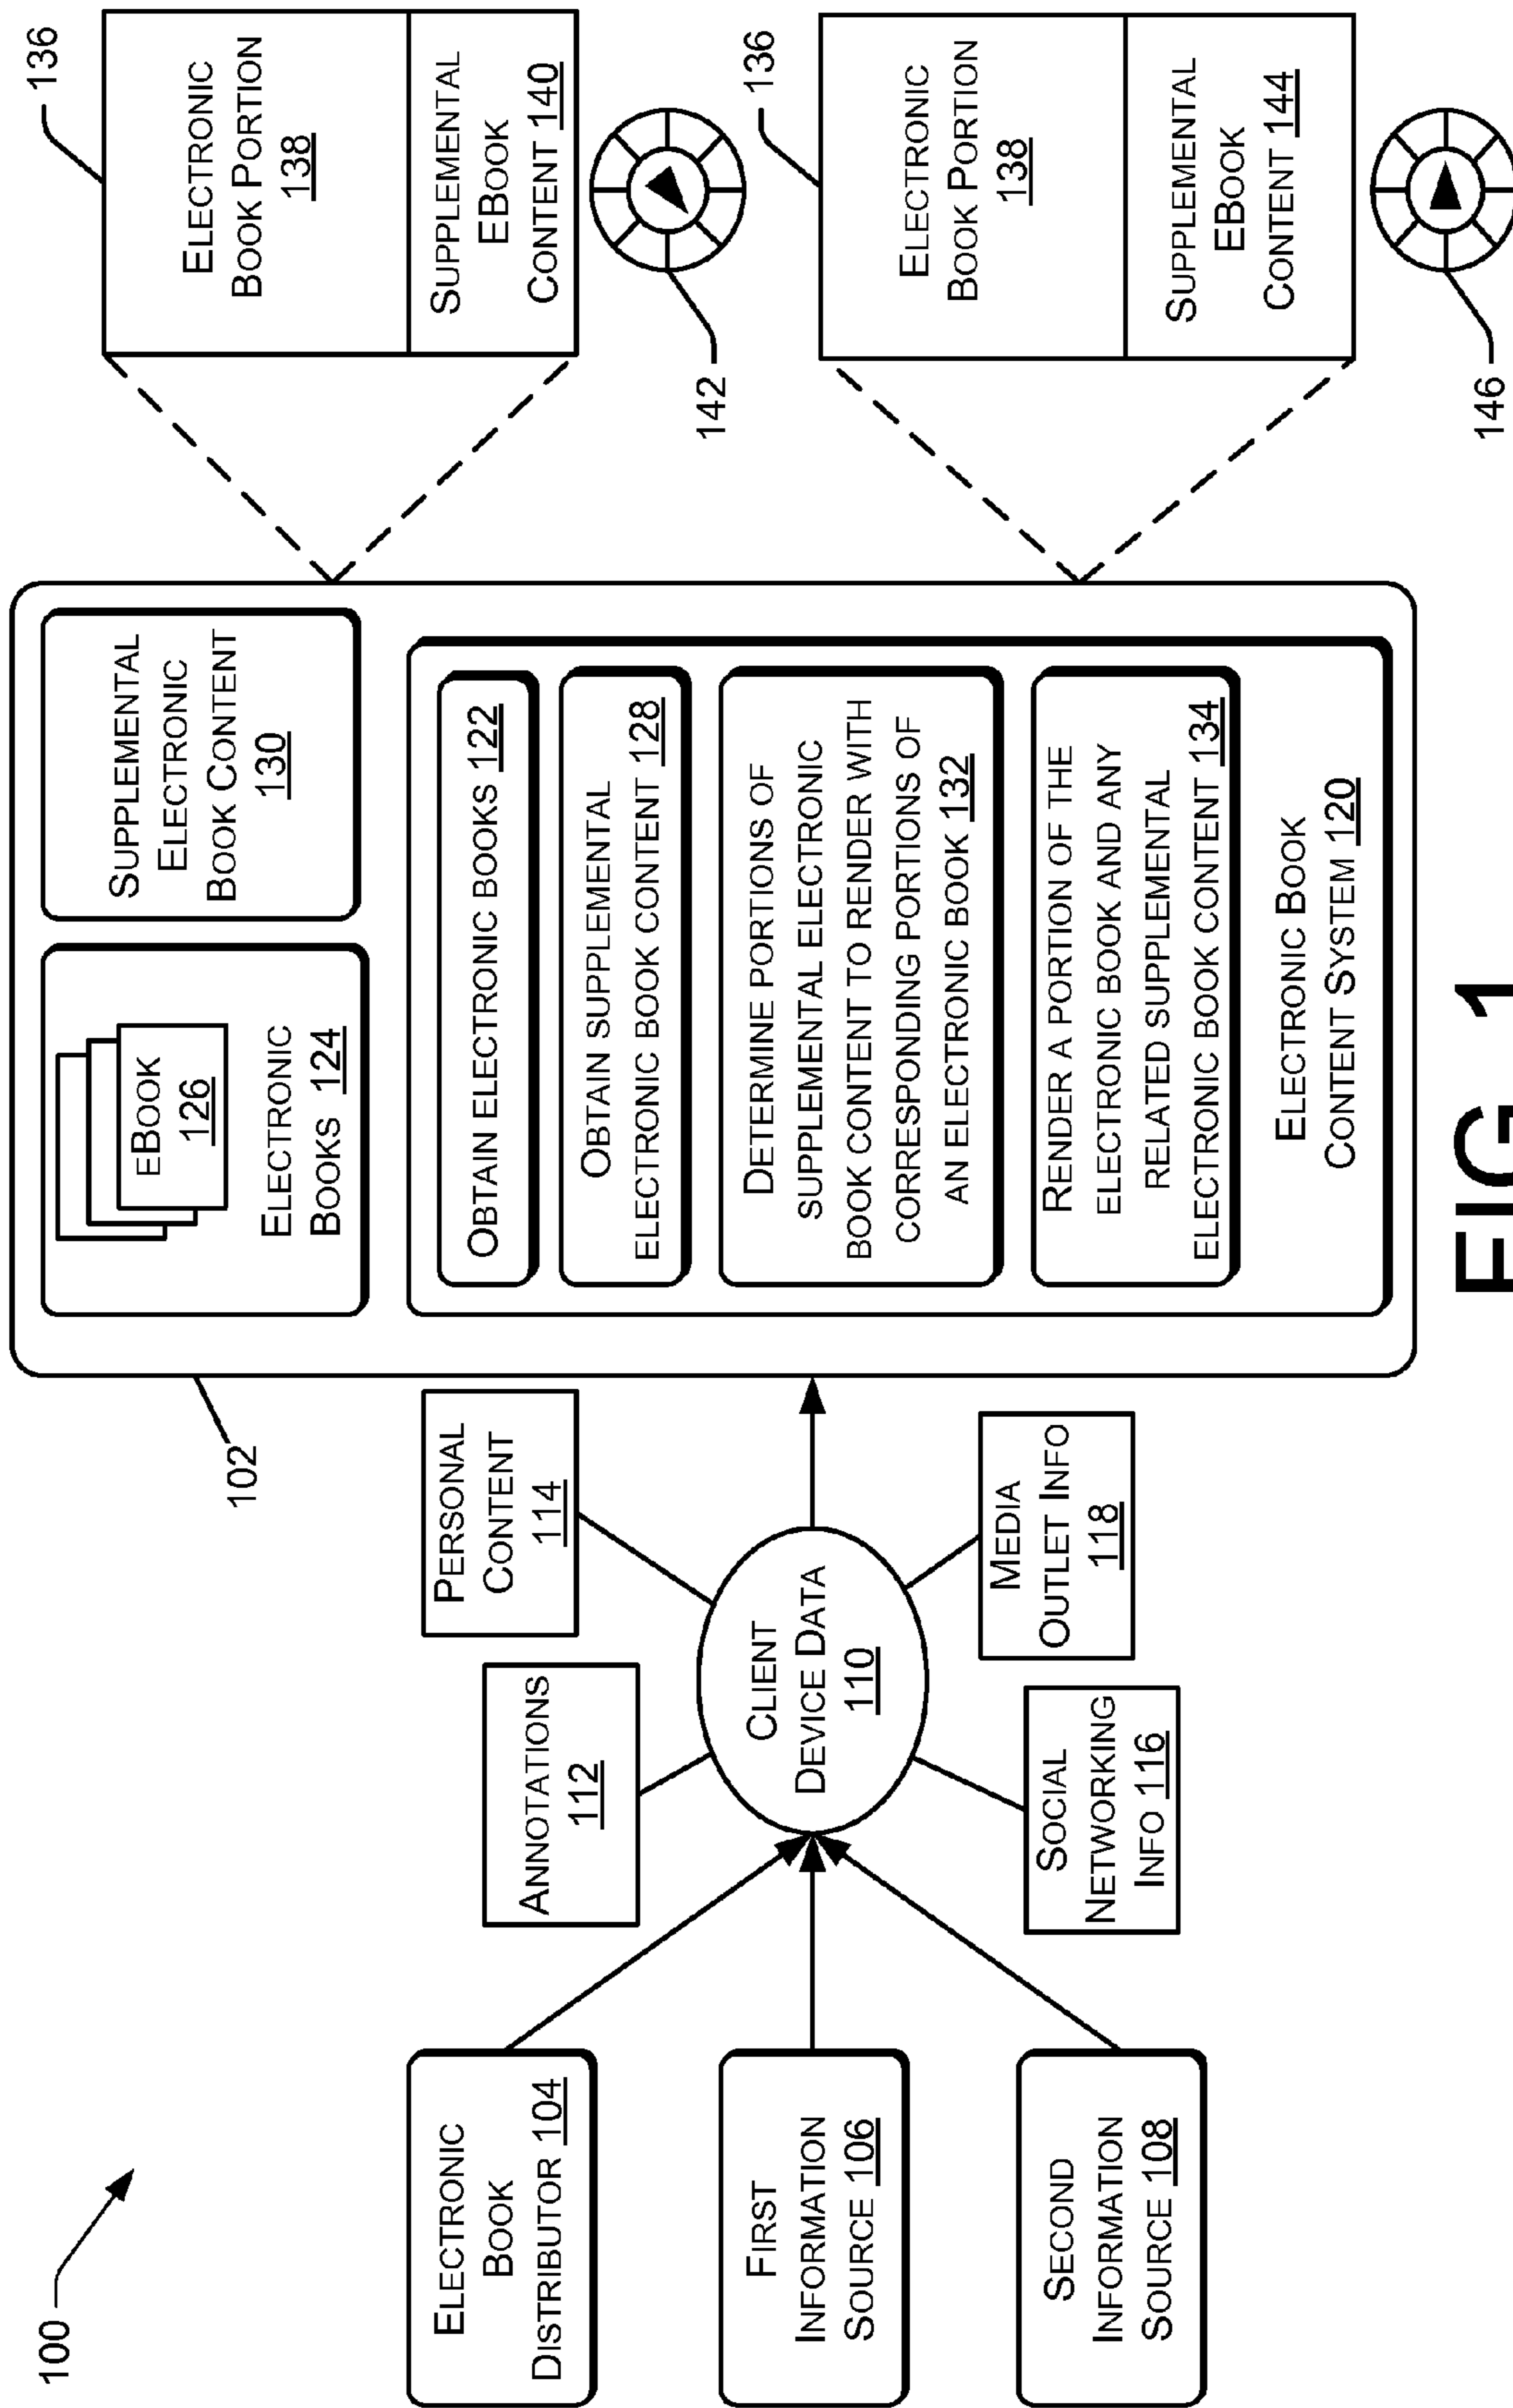 100
ELECTRONIC
BOOK
DISTRIBUTOR 104
FIRST
INFORMATION
SOURCE 106
SECOND
INFORMATION
SOURCE 108
ANNOTATIONS
112
PERSONAL
CONTENT
114
CLIENT
DEVICE DATA
110
SOCIAL
NETWORKING
INFO 116
MEDIA
OUTLET INFO
118
102
EBOOK
126
ELECTRONIC
BOOKS 124
SUPPLEMENTAL
ELECTRONIC
BOOK CONTENT
130
OBTAIN ELECTRONIC BOOKS 122
OBTAIN SUPPLEMENTAL
ELECTRONIC BOOK CONTENT 128
DETERMINE PORTIONS OF
SUPPLEMENTAL ELECTRONIC
BOOK CONTENT TO RENDER WITH
CORRESPONDING PORTIONS OF
AN ELECTRONIC BOOK 132
RENDER A PORTION OF THE
ELECTRONIC BOOK AND ANY
RELATED SUPPLEMENTAL
ELECTRONIC BOOK CONTENT 134
ELECTRONIC BOOK
CONTENT SYSTEM 120
136
ELECTRONIC
BOOK PORTION
138
SUPPLEMENTAL
EBOOK
CONTENT 140
142
136
ELECTRONIC
BOOK PORTION
138
SUPPLEMENTAL
EBOOK
CONTENT 144
146
FIG. 1